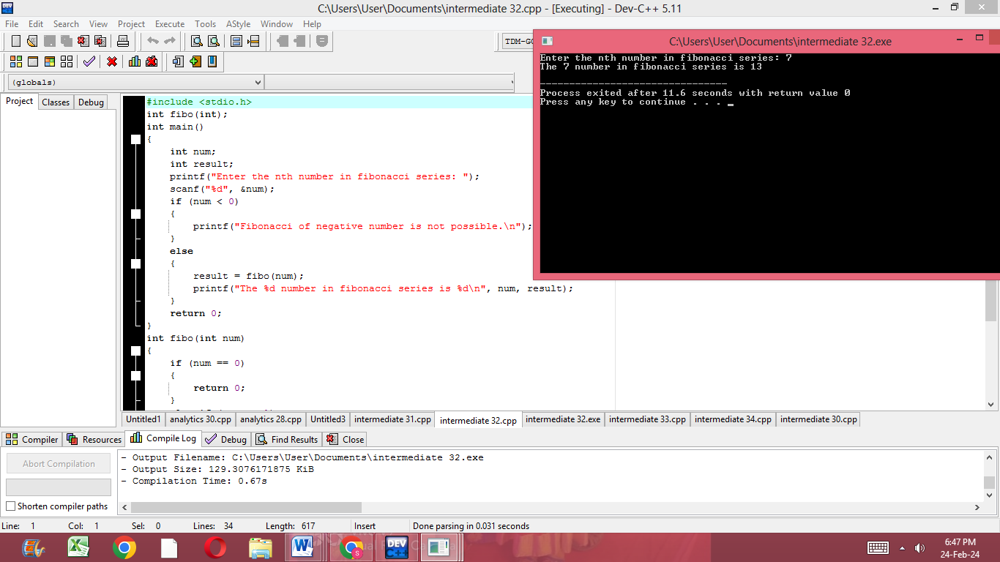 C:\Users\User\Documents\intermediate 32.cpp - [Executing] - Dev-C++ 5.11
File Edit Search View Project Execute Tools AStyle Window Help
TDM-GC
(globals)
Project Classes Debug
#include <stdio.h>
int fibo(int);
int main()
{
int num;
int result;
printf("Enter the nth number in fibonacci series: ");
scanf("%d", &num);
if (num < 0)
{
printf("Fibonacci of negative number is not possible.\n");
}
else
{
result = fibo(num);
printf("The %d number in fibonacci series is %d\n", num, result);
}
return 0;
}
int fibo(int num)
{
if (num == 0)
{
return 0;
}
C:\Users\User\Documents\intermediate 32.exe
Enter the nth number in fibonacci series: 7
The 7 number in fibonacci series is 13
--------------------------------
Process exited after 11.6 seconds with return value 0
Press any key to continue . . .
Untitled1 analytics 30.cpp analytics 28.cpp Untitled3 intermediate 31.cpp intermediate 32.cpp intermediate 32.exe intermediate 33.cpp intermediate 34.cpp intermediate 30.cpp
Compiler Resources Compile Log Debug Find Results Close
Abort Compilation
Shorten compiler paths
- Output Filename: C:\Users\User\Documents\intermediate 32.exe
- Output Size: 129.3076171875 KiB
- Compilation Time: 0.67s
Line: 1 Col: 1 Sel: 0 Lines: 34 Length: 617 Insert Done parsing in 0.031 seconds
DEV C++
6:47 PM
24-Feb-24